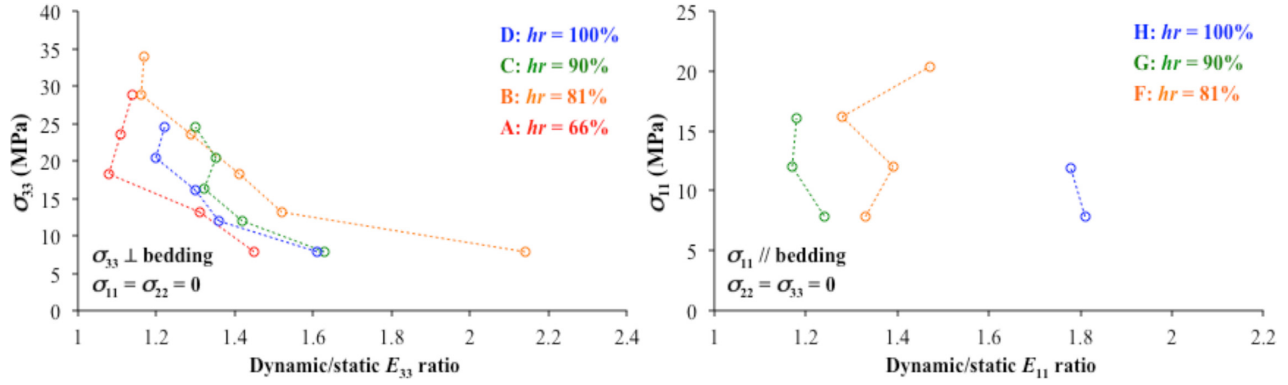 40
35
30
25
20
15
10
5
0
σ33 (MPa)
D: hr = 100%
C: hr = 90%
B: hr = 81%
A: hr = 66%
σ33 ⊥ bedding
σ11 = σ22 = 0
1 1.2 1.4 1.6 1.8 2 2.2 2.4
Dynamic/static E33 ratio
25
20
15
10
5
0
σ11 (MPa)
H: hr = 100%
G: hr = 90%
F: hr = 81%
σ11 // bedding
σ22 = σ33 = 0
1 1.2 1.4 1.6 1.8 2 2.2
Dynamic/static E11 ratio